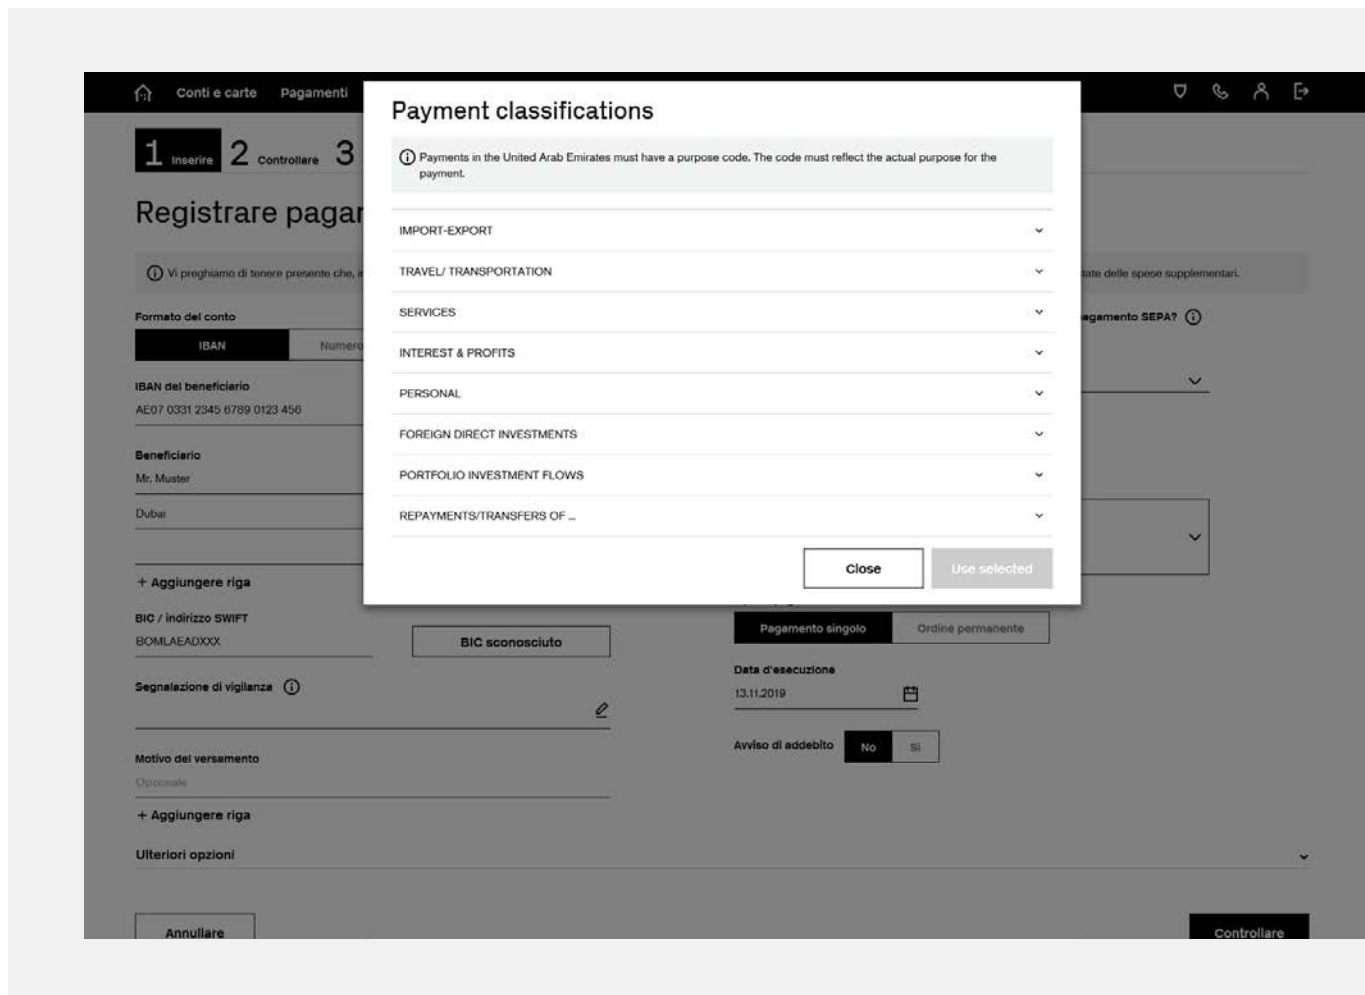 Conti e carte Pagamenti
1 Inserire 2 Controllare 3
Registrare pagar
Vi preghiamo di tenere presente che,
tate delle spese supplementari.
Payment classifications
Payments in the United Arab Emirates must have a purpose code. The code must reflect the actual purpose for the
payment.
IMPORT-EXPORT
TRAVEL/ TRANSPORTATION
SERVICES
INTEREST & PROFITS
PERSONAL
FOREIGN DIRECT INVESTMENTS
PORTFOLIO INVESTMENT FLOWS
REPAYMENTS/TRANSFERS OF ...
Close
Use selected
Formato del conto
IBAN Numero
IBAN del beneficiario
AE07 0331 2345 6789 0123 456
Beneficiario
Mr. Muster
Dubai
+ Aggiungere riga
BIC / indirizzo SWIFT
BOMLAEADXXX
BIC sconosciuto
Segnalazione di vigilanza
Motivo del versamento
Opzionale
+ Aggiungere riga
Ulteriori opzioni
Annullare
agamento SEPA?
Pagamento singolo Ordine permanente
Data d'esecuzione
13.11.2019
Avviso di addebito No Sì
Controllare